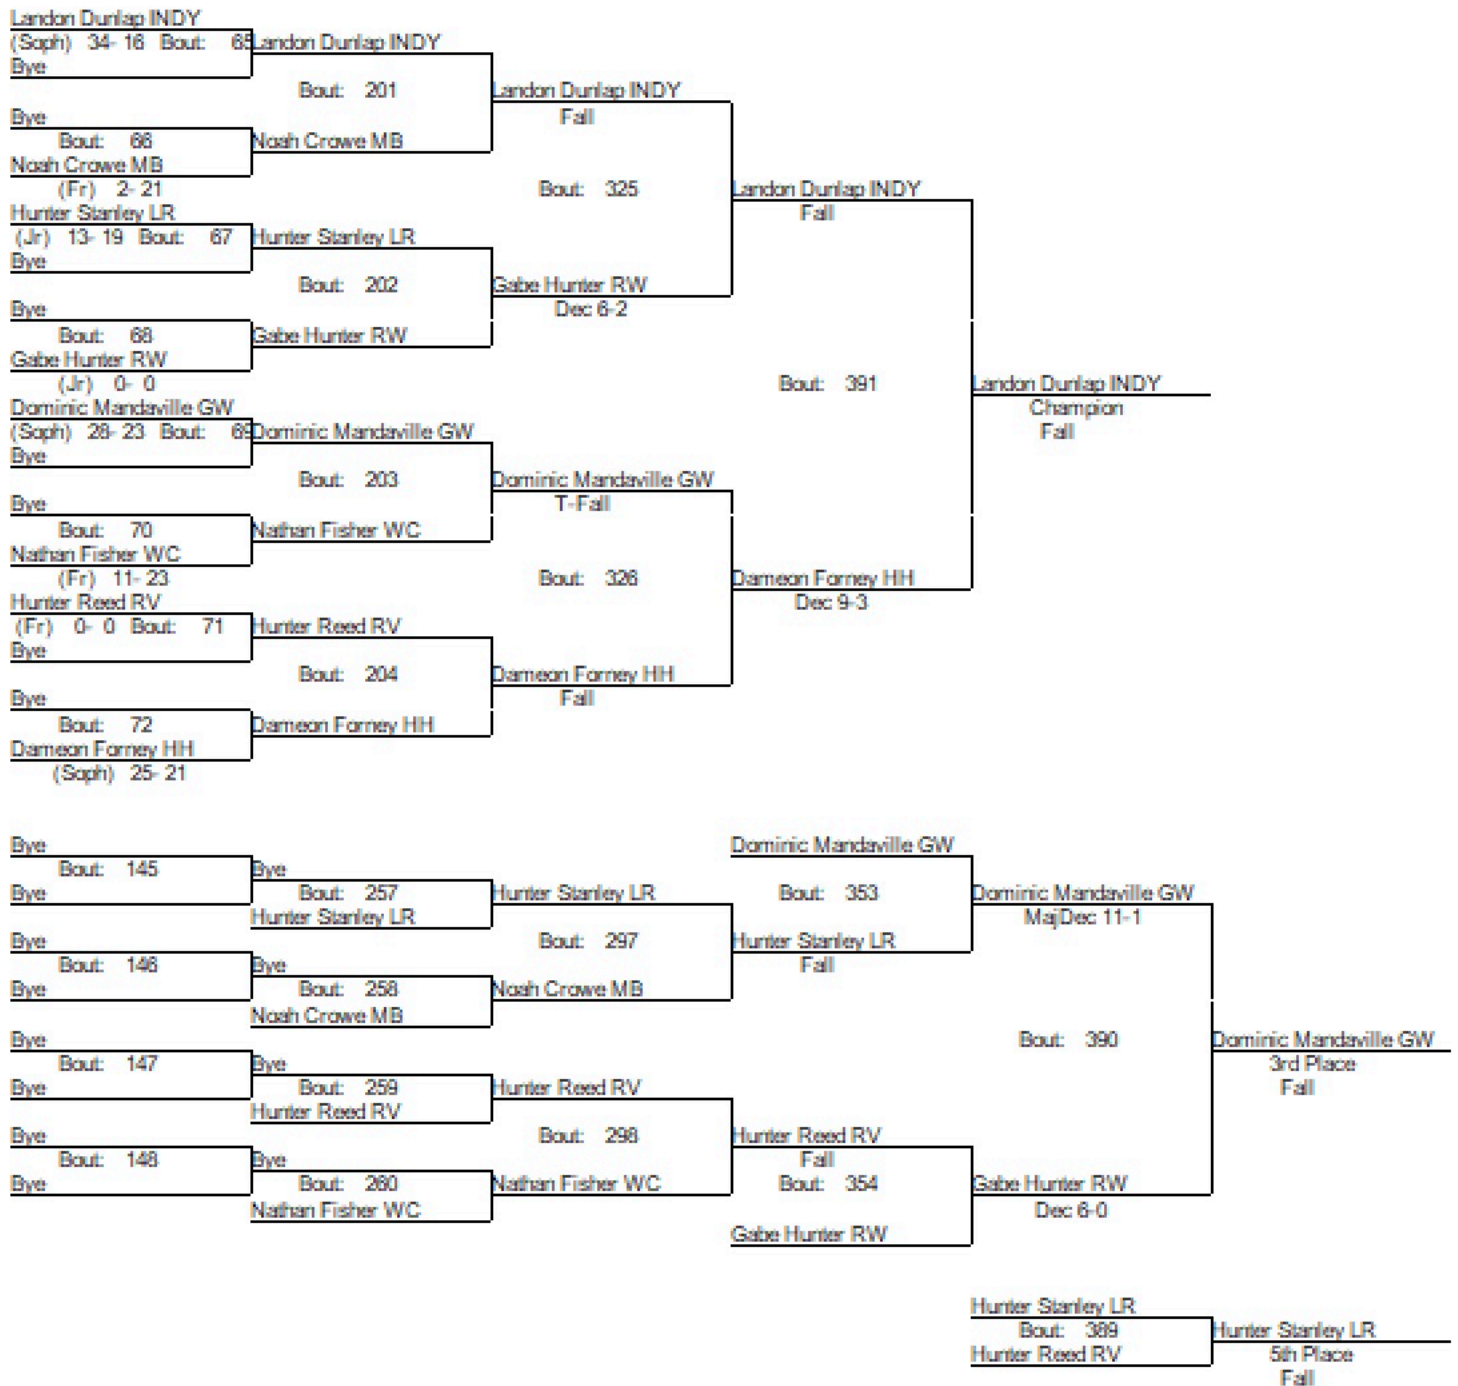 Landon Dunlap INDY
(Soph) 34- 16 Bout: 65
Bye
Landon Dunlap INDY
Bout: 201
Bye
Bout: 66
Noah Crowe MB
(Fr) 2- 21
Noah Crowe MB
Landon Dunlap INDY
Fall
Bout: 325
Hunter Stanley LR
(Jr) 13- 19 Bout: 67
Bye
Hunter Stanley LR
Bout: 202
Bye
Bout: 68
Gabe Hunter RW
(Jr) 0- 0
Gabe Hunter RW
Gabe Hunter RW
Dec 6-2
Landon Dunlap INDY
Fall
Bout: 391
Landon Dunlap INDY
Champion
Fall
Dominic Mandaville GW
(Soph) 28- 23 Bout: 69
Bye
Dominic Mandaville GW
Bout: 203
Bye
Bout: 70
Nathan Fisher WC
(Fr) 11- 23
Nathan Fisher WC
Dominic Mandaville GW
T-Fall
Bout: 326
Dameon Forney HH
Dec 9-3
Hunter Reed RV
(Fr) 0- 0 Bout: 71
Bye
Hunter Reed RV
Bout: 204
Bye
Bout: 72
Dameon Forney HH
(Soph) 25- 21
Dameon Forney HH
Dameon Forney HH
Fall
Bye
Bout: 145
Bye
Bye
Bout: 257
Hunter Stanley LR
Hunter Stanley LR
Bout: 297
Bye
Bout: 146
Bye
Bye
Bout: 258
Noah Crowe MB
Noah Crowe MB
Dominic Mandaville GW
Bout: 353
Hunter Stanley LR
Fall
Dominic Mandaville GW
MajDec 11-1
Bout: 390
Dominic Mandaville GW
3rd Place
Fall
Bye
Bout: 147
Bye
Bye
Bout: 259
Hunter Reed RV
Hunter Reed RV
Bout: 298
Bye
Bout: 148
Bye
Bye
Bout: 260
Nathan Fisher WC
Nathan Fisher WC
Hunter Reed RV
Fall
Bout: 354
Gabe Hunter RW
Gabe Hunter RW
Dec 6-0
Hunter Stanley LR
Bout: 389
Hunter Reed RV
Hunter Stanley LR
5th Place
Fall